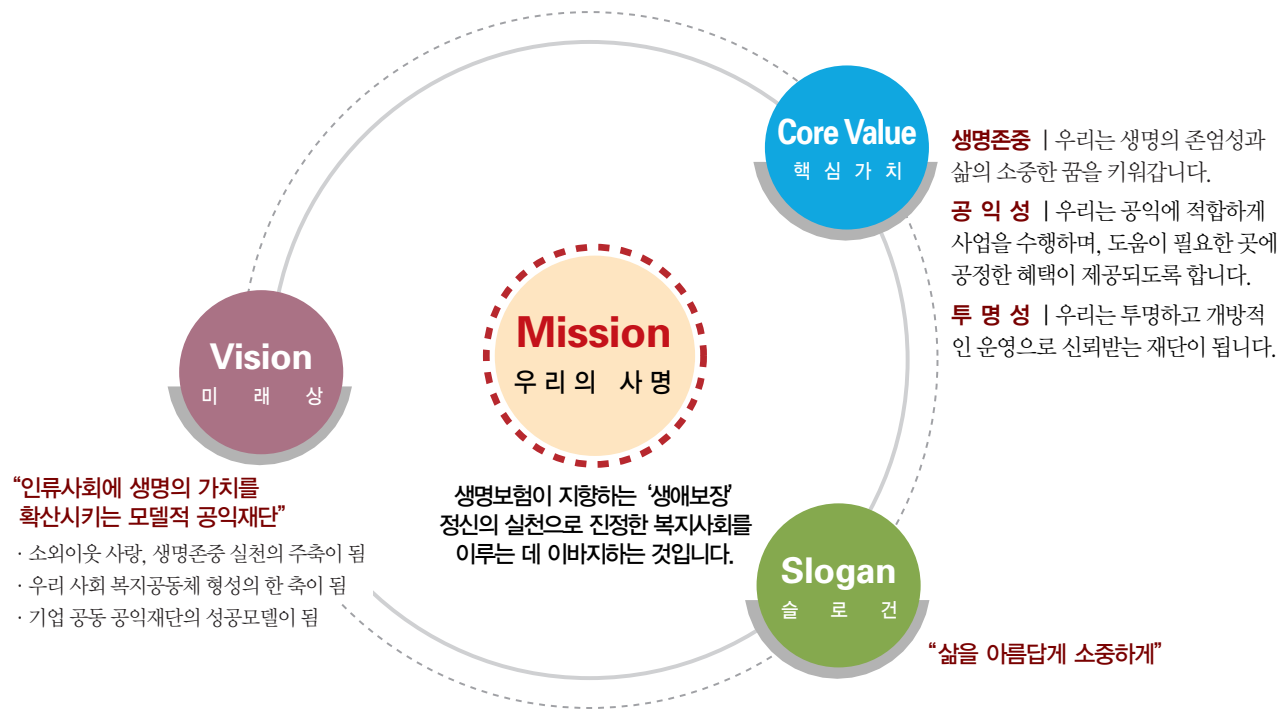 Core Value
핵 심 가 치
생명존중 | 우리는 생명의 존엄성과
삶의 소중한 꿈을 키워갑니다.
공 익 성 | 우리는 공익에 적합하게
사업을 수행하며, 도움이 필요한 곳에
공정한 혜택이 제공되도록 합니다.
투 명 성 | 우리는 투명하고 개방적
인 운영으로 신뢰받는 재단이 됩니다.
Mission
우리의 사명
생명보험이 지향하는 ‘생애보장’
정신의 실천으로 진정한 복지사회를
이루는 데 이바지하는 것입니다.
Vision
미 래 상
“인류사회에 생명의 가치를
확산시키는 모델적 공익재단”
· 소외이웃 사랑, 생명존중 실천의 주축이 됨
· 우리 사회 복지공동체 형성의 한 축이 됨
· 기업 공동 공익재단의 성공모델이 됨
Slogan
슬 로 건
“삶을 아름답게 소중하게”